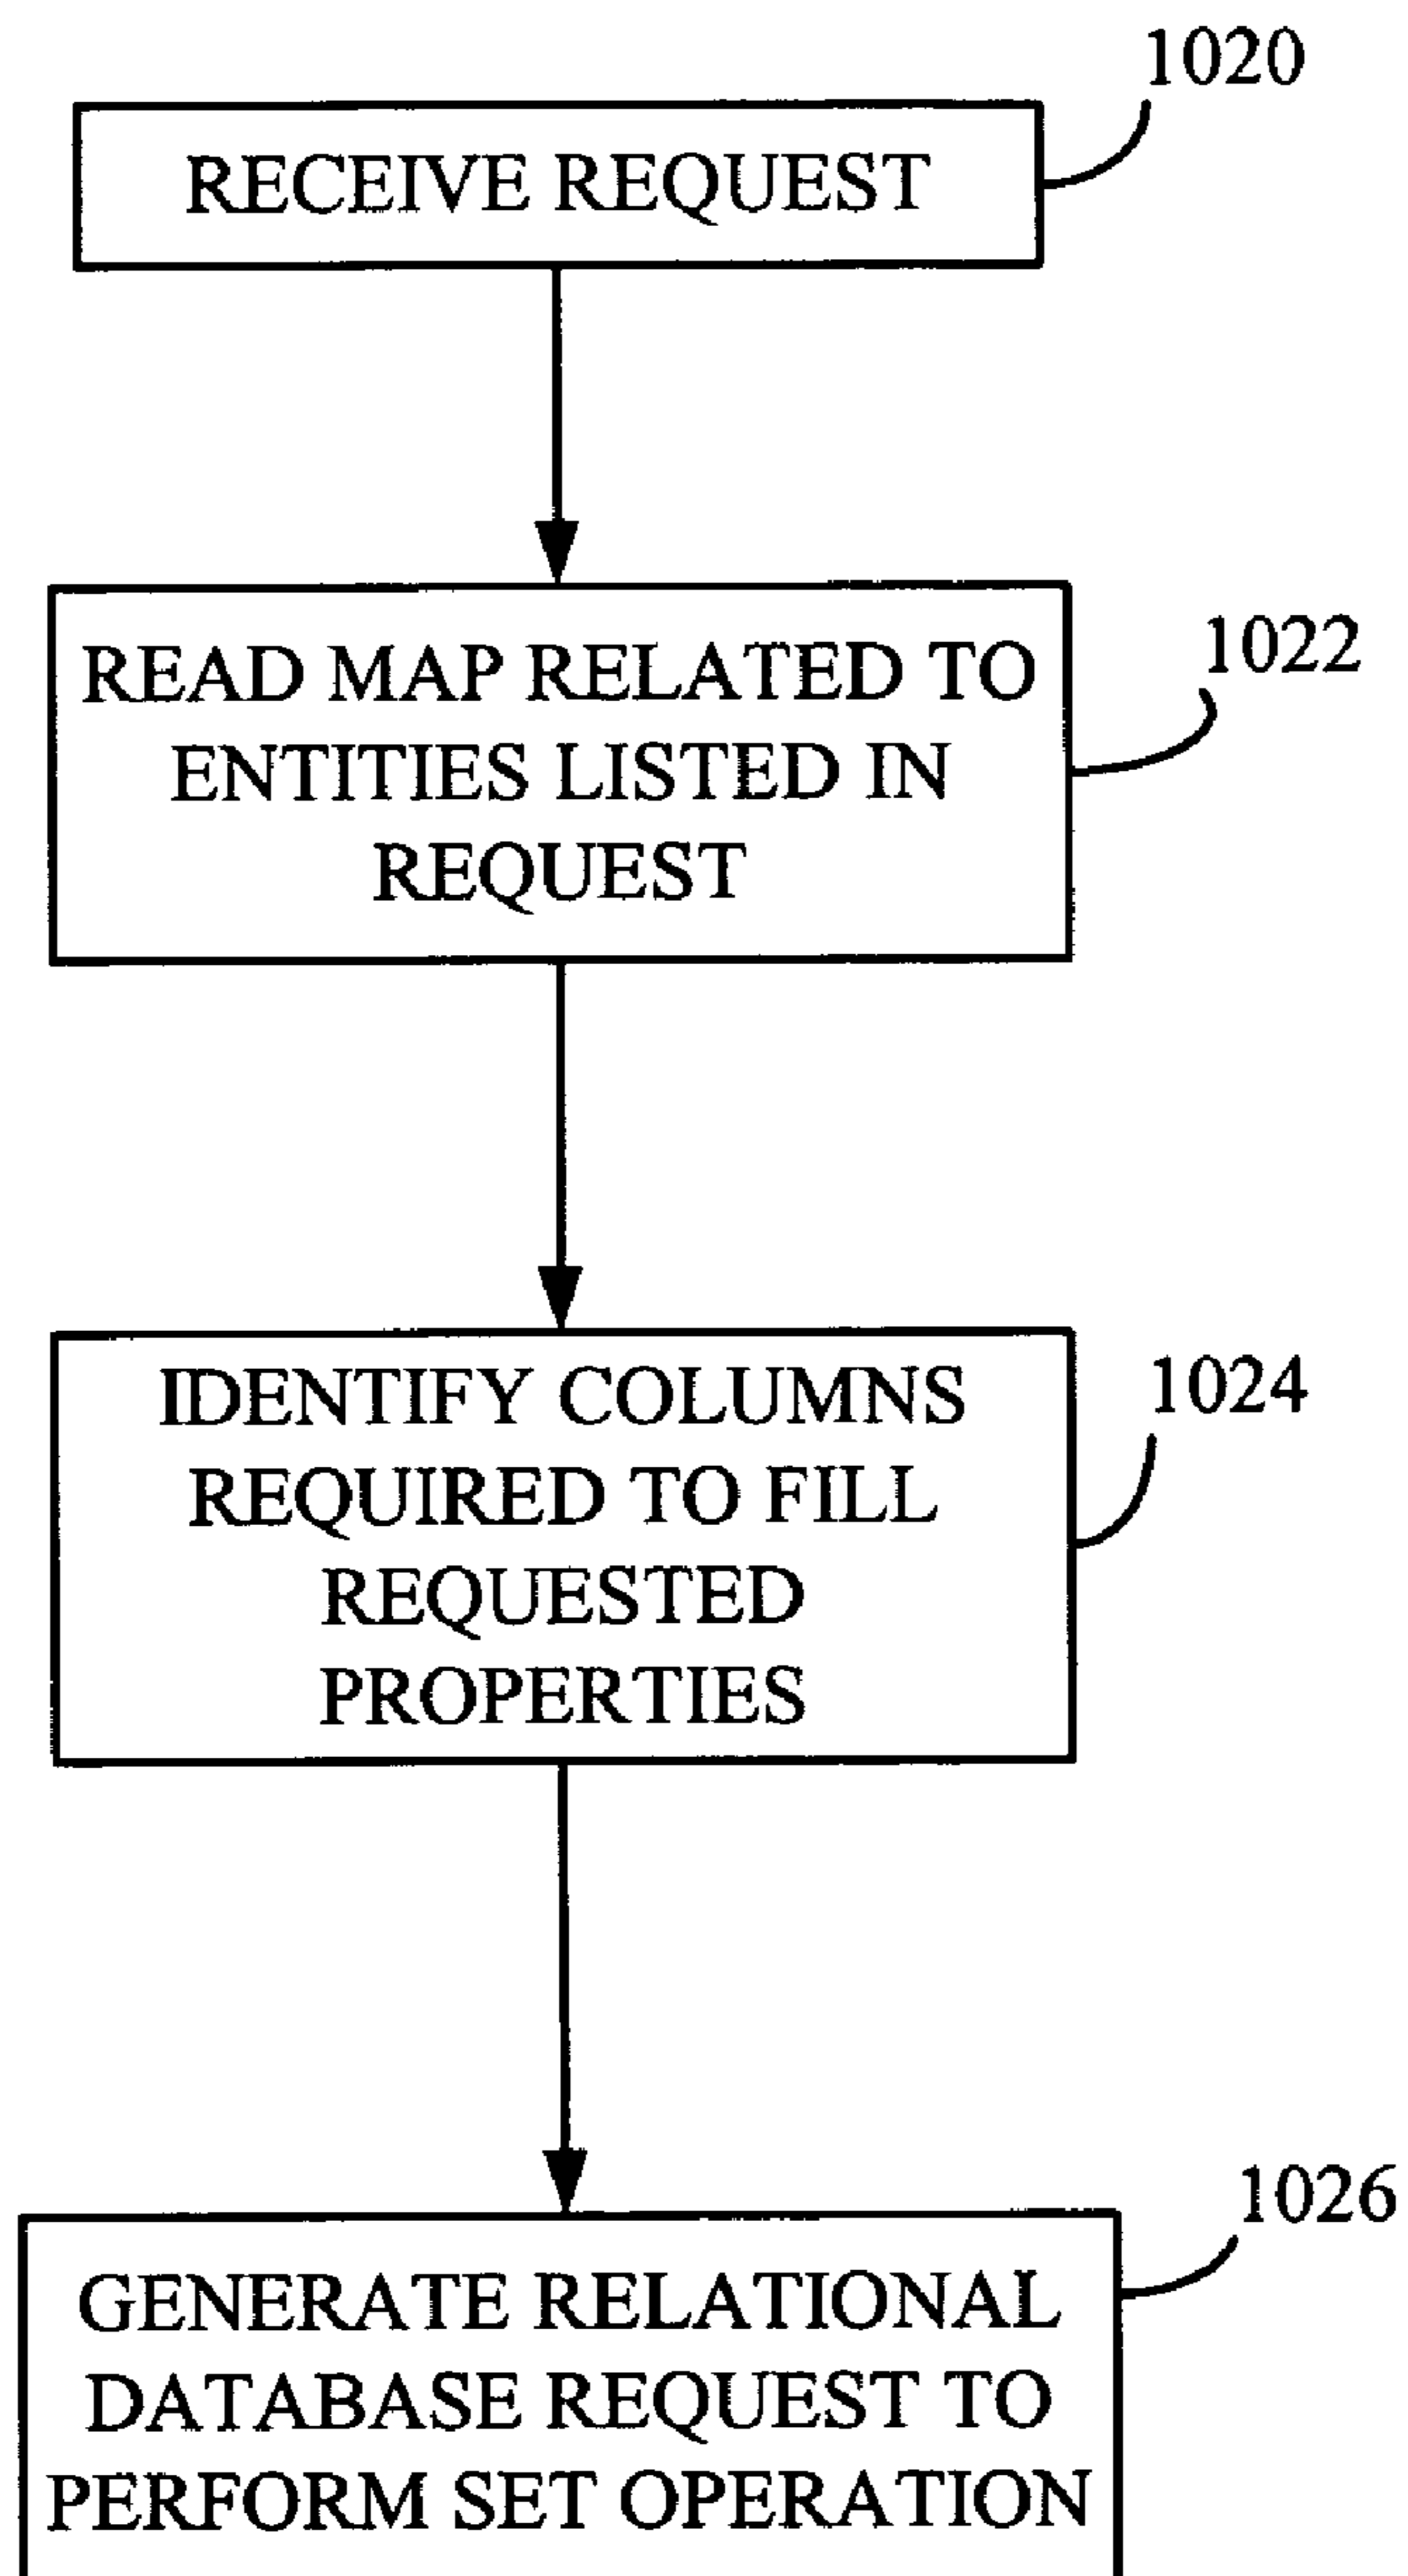 1020
RECEIVE REQUEST
1022
READ MAP RELATED TO
ENTITIES LISTED IN
REQUEST
1024
IDENTIFY COLUMNS
REQUIRED TO FILL
REQUESTED
PROPERTIES
1026
GENERATE RELATIONAL
DATABASE REQUEST TO
PERFORM SET OPERATION